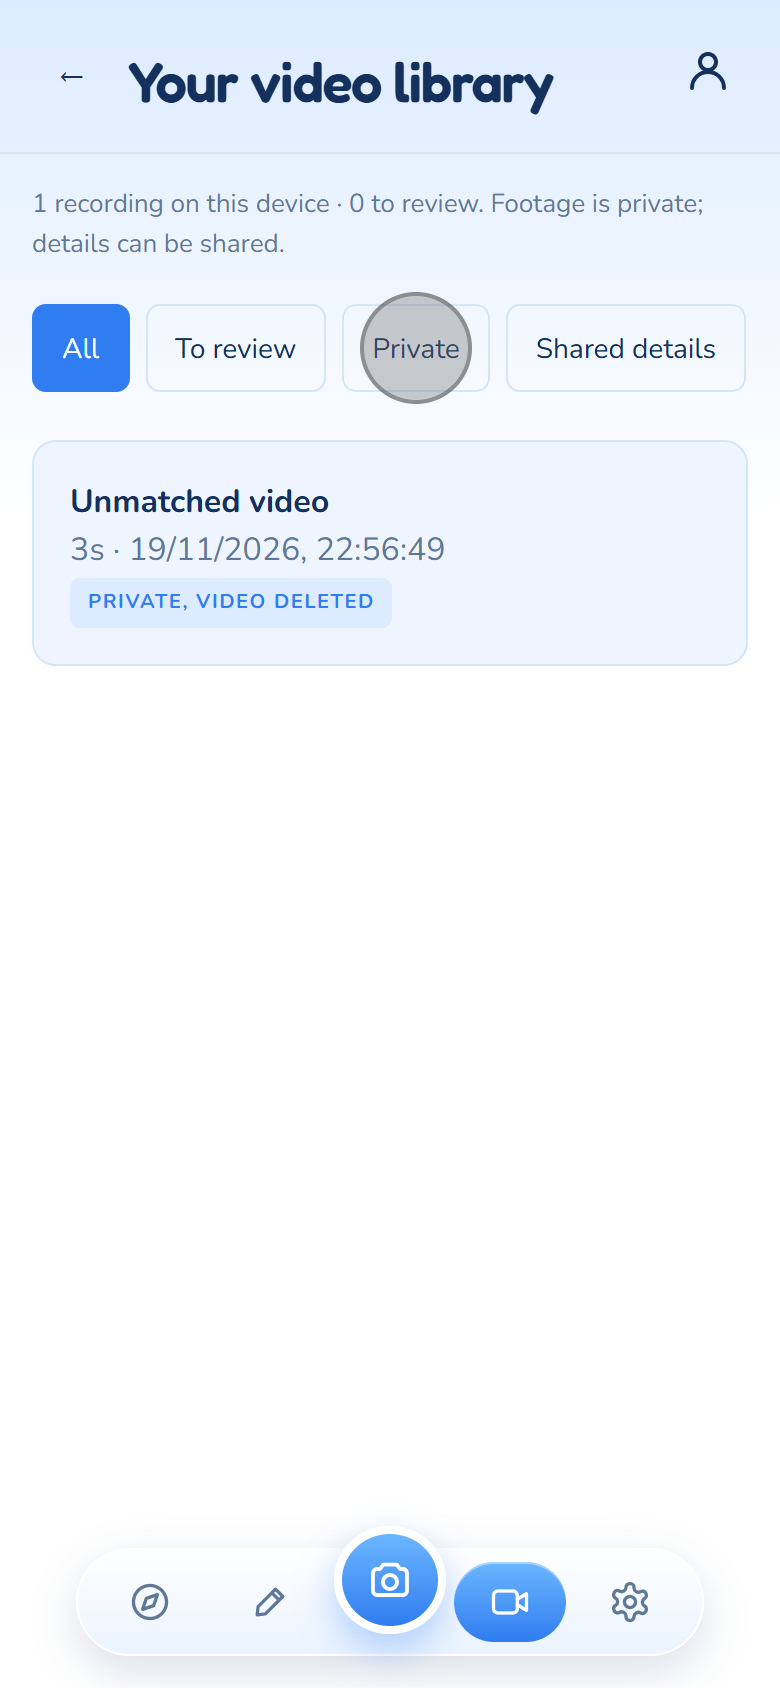 ←
Your video library
1 recording on this device · 0 to review. Footage is private;
details can be shared.
All
To review
Private
Shared details
Unmatched video
3s · 19/11/2026, 22:56:49
PRIVATE, VIDEO DELETED